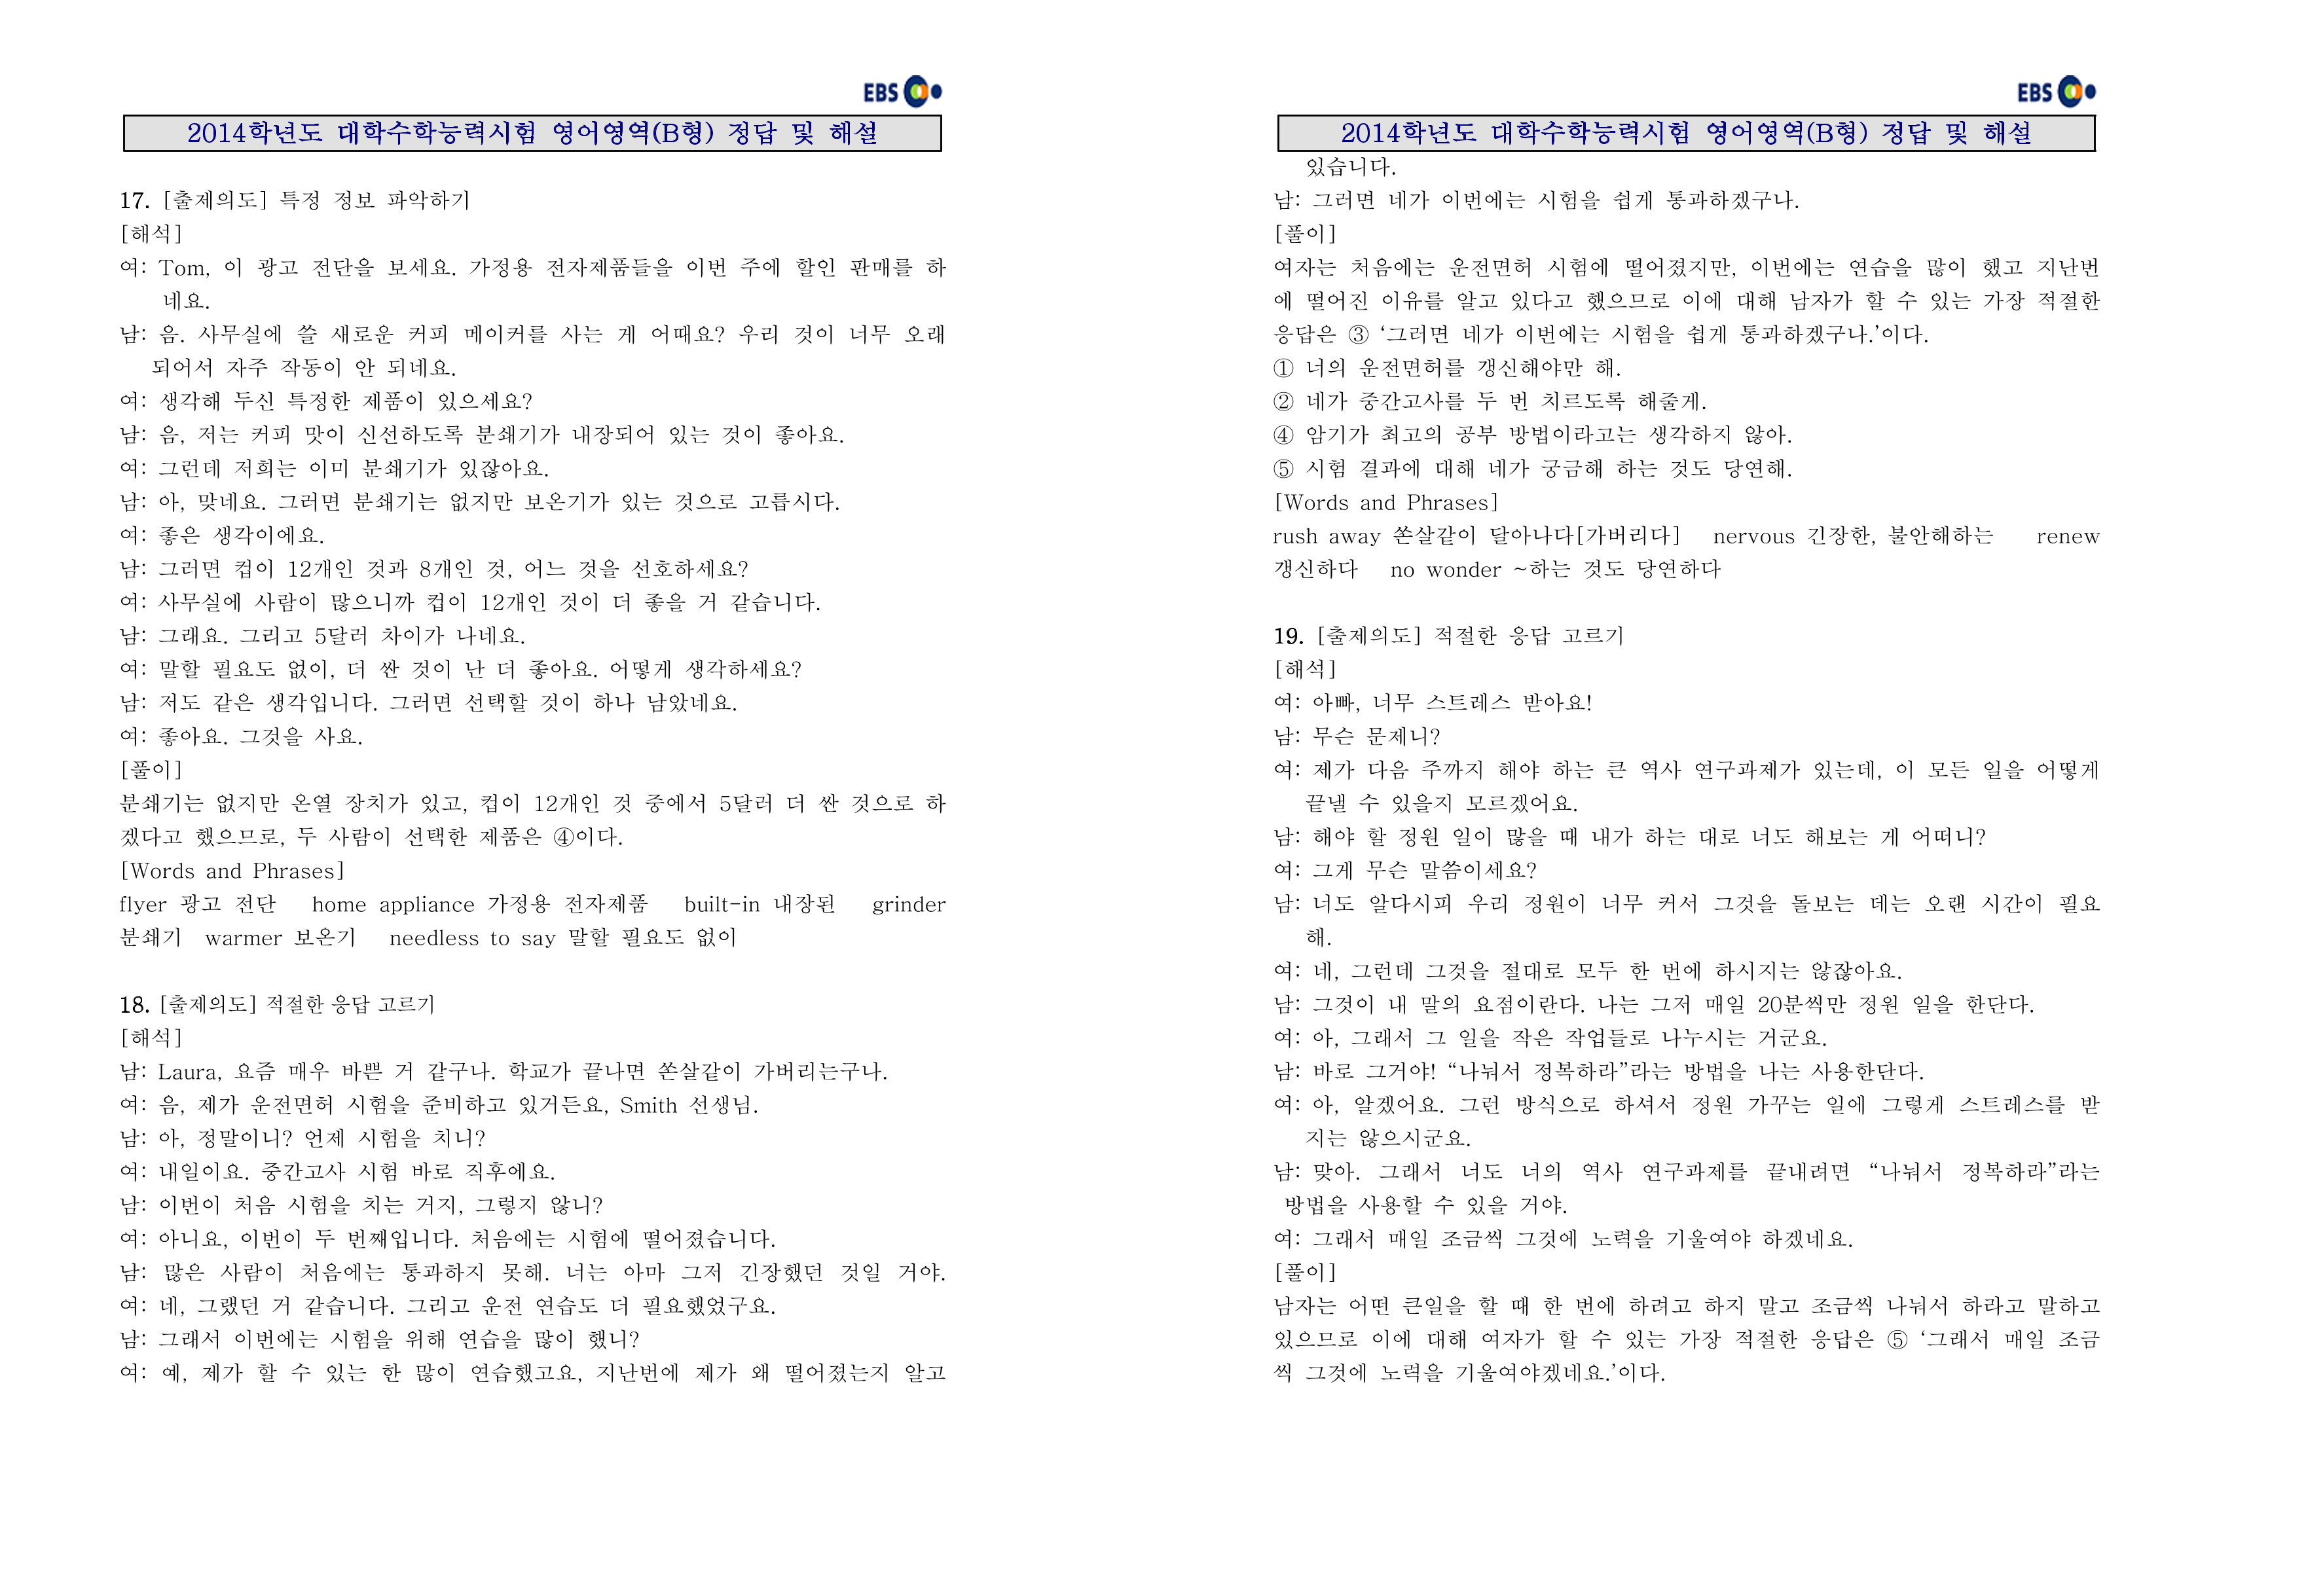 EBS
2014학년도 대학수학능력시험 영어영역(B형) 정답 및 해설
17. [출제의도] 특정 정보 파악하기
[해석]
여: Tom, 이 광고 전단을 보세요. 가정용 전자제품들을 이번 주에 할인 판매를 하
네요.
남: 음. 사무실에 쓸 새로운 커피 메이커를 사는 게 어때요? 우리 것이 너무 오래
되어서 자주 작동이 안 되네요.
여: 생각해 두신 특정한 제품이 있으세요?
남: 음, 저는 커피 맛이 신선하도록 분쇄기가 내장되어 있는 것이 좋아요.
여: 그런데 저희는 이미 분쇄기가 있잖아요.
남: 아, 맞네요. 그러면 분쇄기는 없지만 보온기가 있는 것으로 고릅시다.
여: 좋은 생각이에요.
남: 그러면 컵이 12개인 것과 8개인 것, 어느 것을 선호하세요?
여: 사무실에 사람이 많으니까 컵이 12개인 것이 더 좋을 거 같습니다.
남: 그래요. 그리고 5달러 차이가 나네요.
여: 말할 필요도 없이, 더 싼 것이 난 더 좋아요. 어떻게 생각하세요?
남: 저도 같은 생각입니다. 그러면 선택할 것이 하나 남았네요.
여: 좋아요. 그것을 사요.
[풀이]
분쇄기는 없지만 온열 장치가 있고, 컵이 12개인 것 중에서 5달러 더 싼 것으로 하
겠다고 했으므로, 두 사람이 선택한 제품은 ④이다.
[Words and Phrases]
flyer 광고 전단 home appliance 가정용 전자제품 built-in 내장된 grinder
분쇄기 warmer 보온기 needless to say 말할 필요도 없이
18. [출제의도] 적절한 응답 고르기
[해석]
남: Laura, 요즘 매우 바쁜 거 같구나. 학교가 끝나면 쏜살같이 가버리는구나.
여: 음, 제가 운전면허 시험을 준비하고 있거든요, Smith 선생님.
남: 아, 정말이니? 언제 시험을 치니?
여: 내일이요. 중간고사 시험 바로 직후에요.
남: 이번이 처음 시험을 치는 거지, 그렇지 않니?
여: 아니요, 이번이 두 번째입니다. 처음에는 시험에 떨어졌습니다.
남: 많은 사람이 처음에는 통과하지 못해. 너는 아마 그저 긴장했던 것일 거야.
여: 네, 그랬던 거 같습니다. 그리고 운전 연습도 더 필요했었구요.
남: 그래서 이번에는 시험을 위해 연습을 많이 했니?
여: 예, 제가 할 수 있는 한 많이 연습했고요, 지난번에 제가 왜 떨어졌는지 알고
EBS
2014학년도 대학수학능력시험 영어영역(B형) 정답 및 해설
있습니다.
남: 그러면 네가 이번에는 시험을 쉽게 통과하겠구나.
[풀이]
여자는 처음에는 운전면허 시험에 떨어졌지만, 이번에는 연습을 많이 했고 지난번
에 떨어진 이유를 알고 있다고 했으므로 이에 대해 남자가 할 수 있는 가장 적절한
응답은 ③ ‘그러면 네가 이번에는 시험을 쉽게 통과하겠구나.’이다.
① 너의 운전면허를 갱신해야만 해.
② 네가 중간고사를 두 번 치르도록 해줄게.
④ 암기가 최고의 공부 방법이라고는 생각하지 않아.
⑤ 시험 결과에 대해 네가 궁금해 하는 것도 당연해.
[Words and Phrases]
rush away 쏜살같이 달아나다[가버리다] nervous 긴장한, 불안해하는 renew
갱신하다 no wonder ~하는 것도 당연하다
19. [출제의도] 적절한 응답 고르기
[해석]
여: 아빠, 너무 스트레스 받아요!
남: 무슨 문제니?
여: 제가 다음 주까지 해야 하는 큰 역사 연구과제가 있는데, 이 모든 일을 어떻게
끝낼 수 있을지 모르겠어요.
남: 해야 할 정원 일이 많을 때 내가 하는 대로 너도 해보는 게 어떠니?
여: 그게 무슨 말씀이세요?
남: 너도 알다시피 우리 정원이 너무 커서 그것을 돌보는 데는 오랜 시간이 필요
해.
여: 네, 그런데 그것을 절대로 모두 한 번에 하시지는 않잖아요.
남: 그것이 내 말의 요점이란다. 나는 그저 매일 20분씩만 정원 일을 한단다.
여: 아, 그래서 그 일을 작은 작업들로 나누시는 거군요.
남: 바로 그거야! “나눠서 정복하라”라는 방법을 나는 사용한단다.
여: 아, 알겠어요. 그런 방식으로 하셔서 정원 가꾸는 일에 그렇게 스트레스를 받
지는 않으시군요.
남: 맞아. 그래서 너도 너의 역사 연구과제를 끝내려면 “나눠서 정복하라”라는
방법을 사용할 수 있을 거야.
여: 그래서 매일 조금씩 그것에 노력을 기울여야 하겠네요.
[풀이]
남자는 어떤 큰일을 할 때 한 번에 하려고 하지 말고 조금씩 나눠서 하라고 말하고
있으므로 이에 대해 여자가 할 수 있는 가장 적절한 응답은 ⑤ ‘그래서 매일 조금
씩 그것에 노력을 기울여야겠네요.’이다.